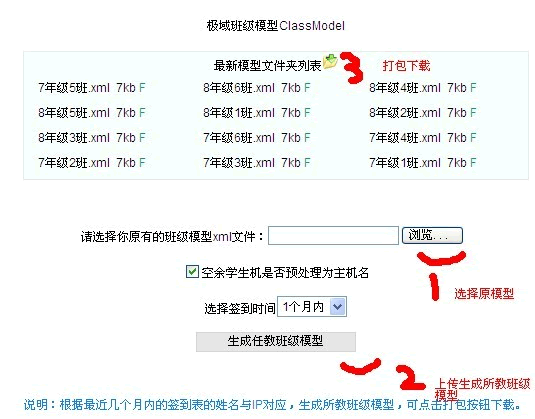 极域班级模型ClassModel
最新模型文件夹列表 3 打包下载
7年级5班.xml 7kb F 8年级6班.xml 7kb F 8年级4班.xml 7kb F
8年级5班.xml 7kb F 8年级1班.xml 7kb F 8年级2班.xml 7kb F
8年级3班.xml 7kb F 7年级6班.xml 7kb F 7年级4班.xml 7kb F
7年级2班.xml 7kb F 7年级3班.xml 7kb F 7年级1班.xml 7kb F
请选择你原有的班级模型xml文件： 浏览...
空余学生机是否预处理为主机名
1 选择原模型
选择签到时间 1个月内
生成任教班级模型
2 上传生成所教班级
模型
说明：根据最近几个月内的签到表的姓名与IP对应，生成所教班级模型，可点击打包按钮下载。